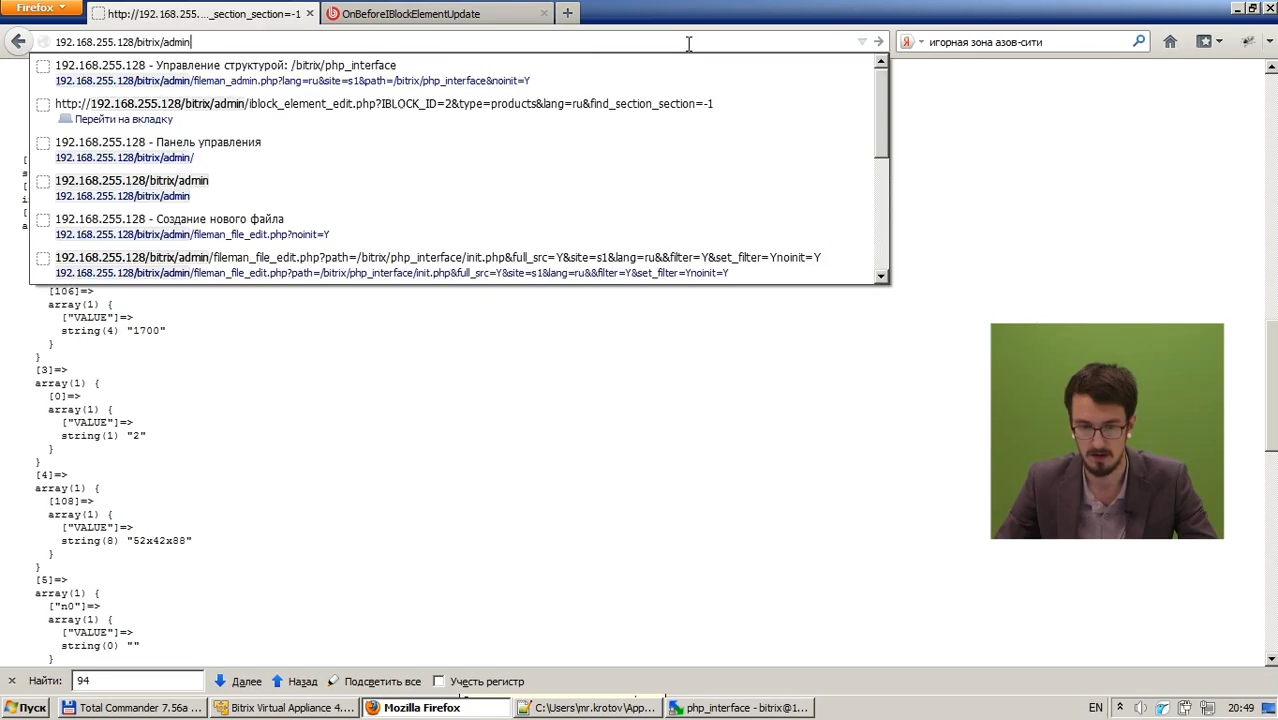 Firefox
http://192.168.255...._section_section=-1
OnBeforeIBlockElementUpdate
192.168.255.128/bitrix/admin
игорная зона азов-сити
192.168.255.128 - Управление структурой: /bitrix/php_interface
192.168.255.128/bitrix/admin/fileman_admin.php?lang=ru&site=s1&path=/bitrix/php_interface&noinit=Y
http://192.168.255.128/bitrix/admin/iblock_element_edit.php?IBLOCK_ID=2&type=products&lang=ru&find_section_section=-1
Перейти на вкладку
192.168.255.128 - Панель управления
192.168.255.128/bitrix/admin/
192.168.255.128/bitrix/admin
192.168.255.128/bitrix/admin
192.168.255.128 - Создание нового файла
192.168.255.128/bitrix/admin/fileman_file_edit.php?noinit=Y
192.168.255.128/bitrix/admin/fileman_file_edit.php?path=/bitrix/php_interface/init.php&full_src=Y&site=s1&lang=ru&&filter=Y&set_filter=Ynoinit=Y
192.168.255.128/bitrix/admin/fileman_file_edit.php?path=/bitrix/php_interface/init.php&full_src=Y&site=s1&lang=ru&&filter=Y&set_filter=Ynoinit=Y
[106]=>
array(1) {
["VALUE"]=>
string(4) "1700"
}
}
[3]=>
array(1) {
[0]=>
array(1) {
["VALUE"]=>
string(1) "2"
}
}
[4]=>
array(1) {
[108]=>
array(1) {
["VALUE"]=>
string(8) "52x42x88"
}
}
[5]=>
array(1) {
["n0"]=>
array(1) {
["VALUE"]=>
string(0) ""
}
Найти: 94 Далее Назад Подсветить все Учесть регистр
Пуск Total Commander 7.56a ... Bitrix Virtual Appliance 4.... Mozilla Firefox C:\Users\mr.krotov\App... php_interface - bitrix@1... EN 20:49